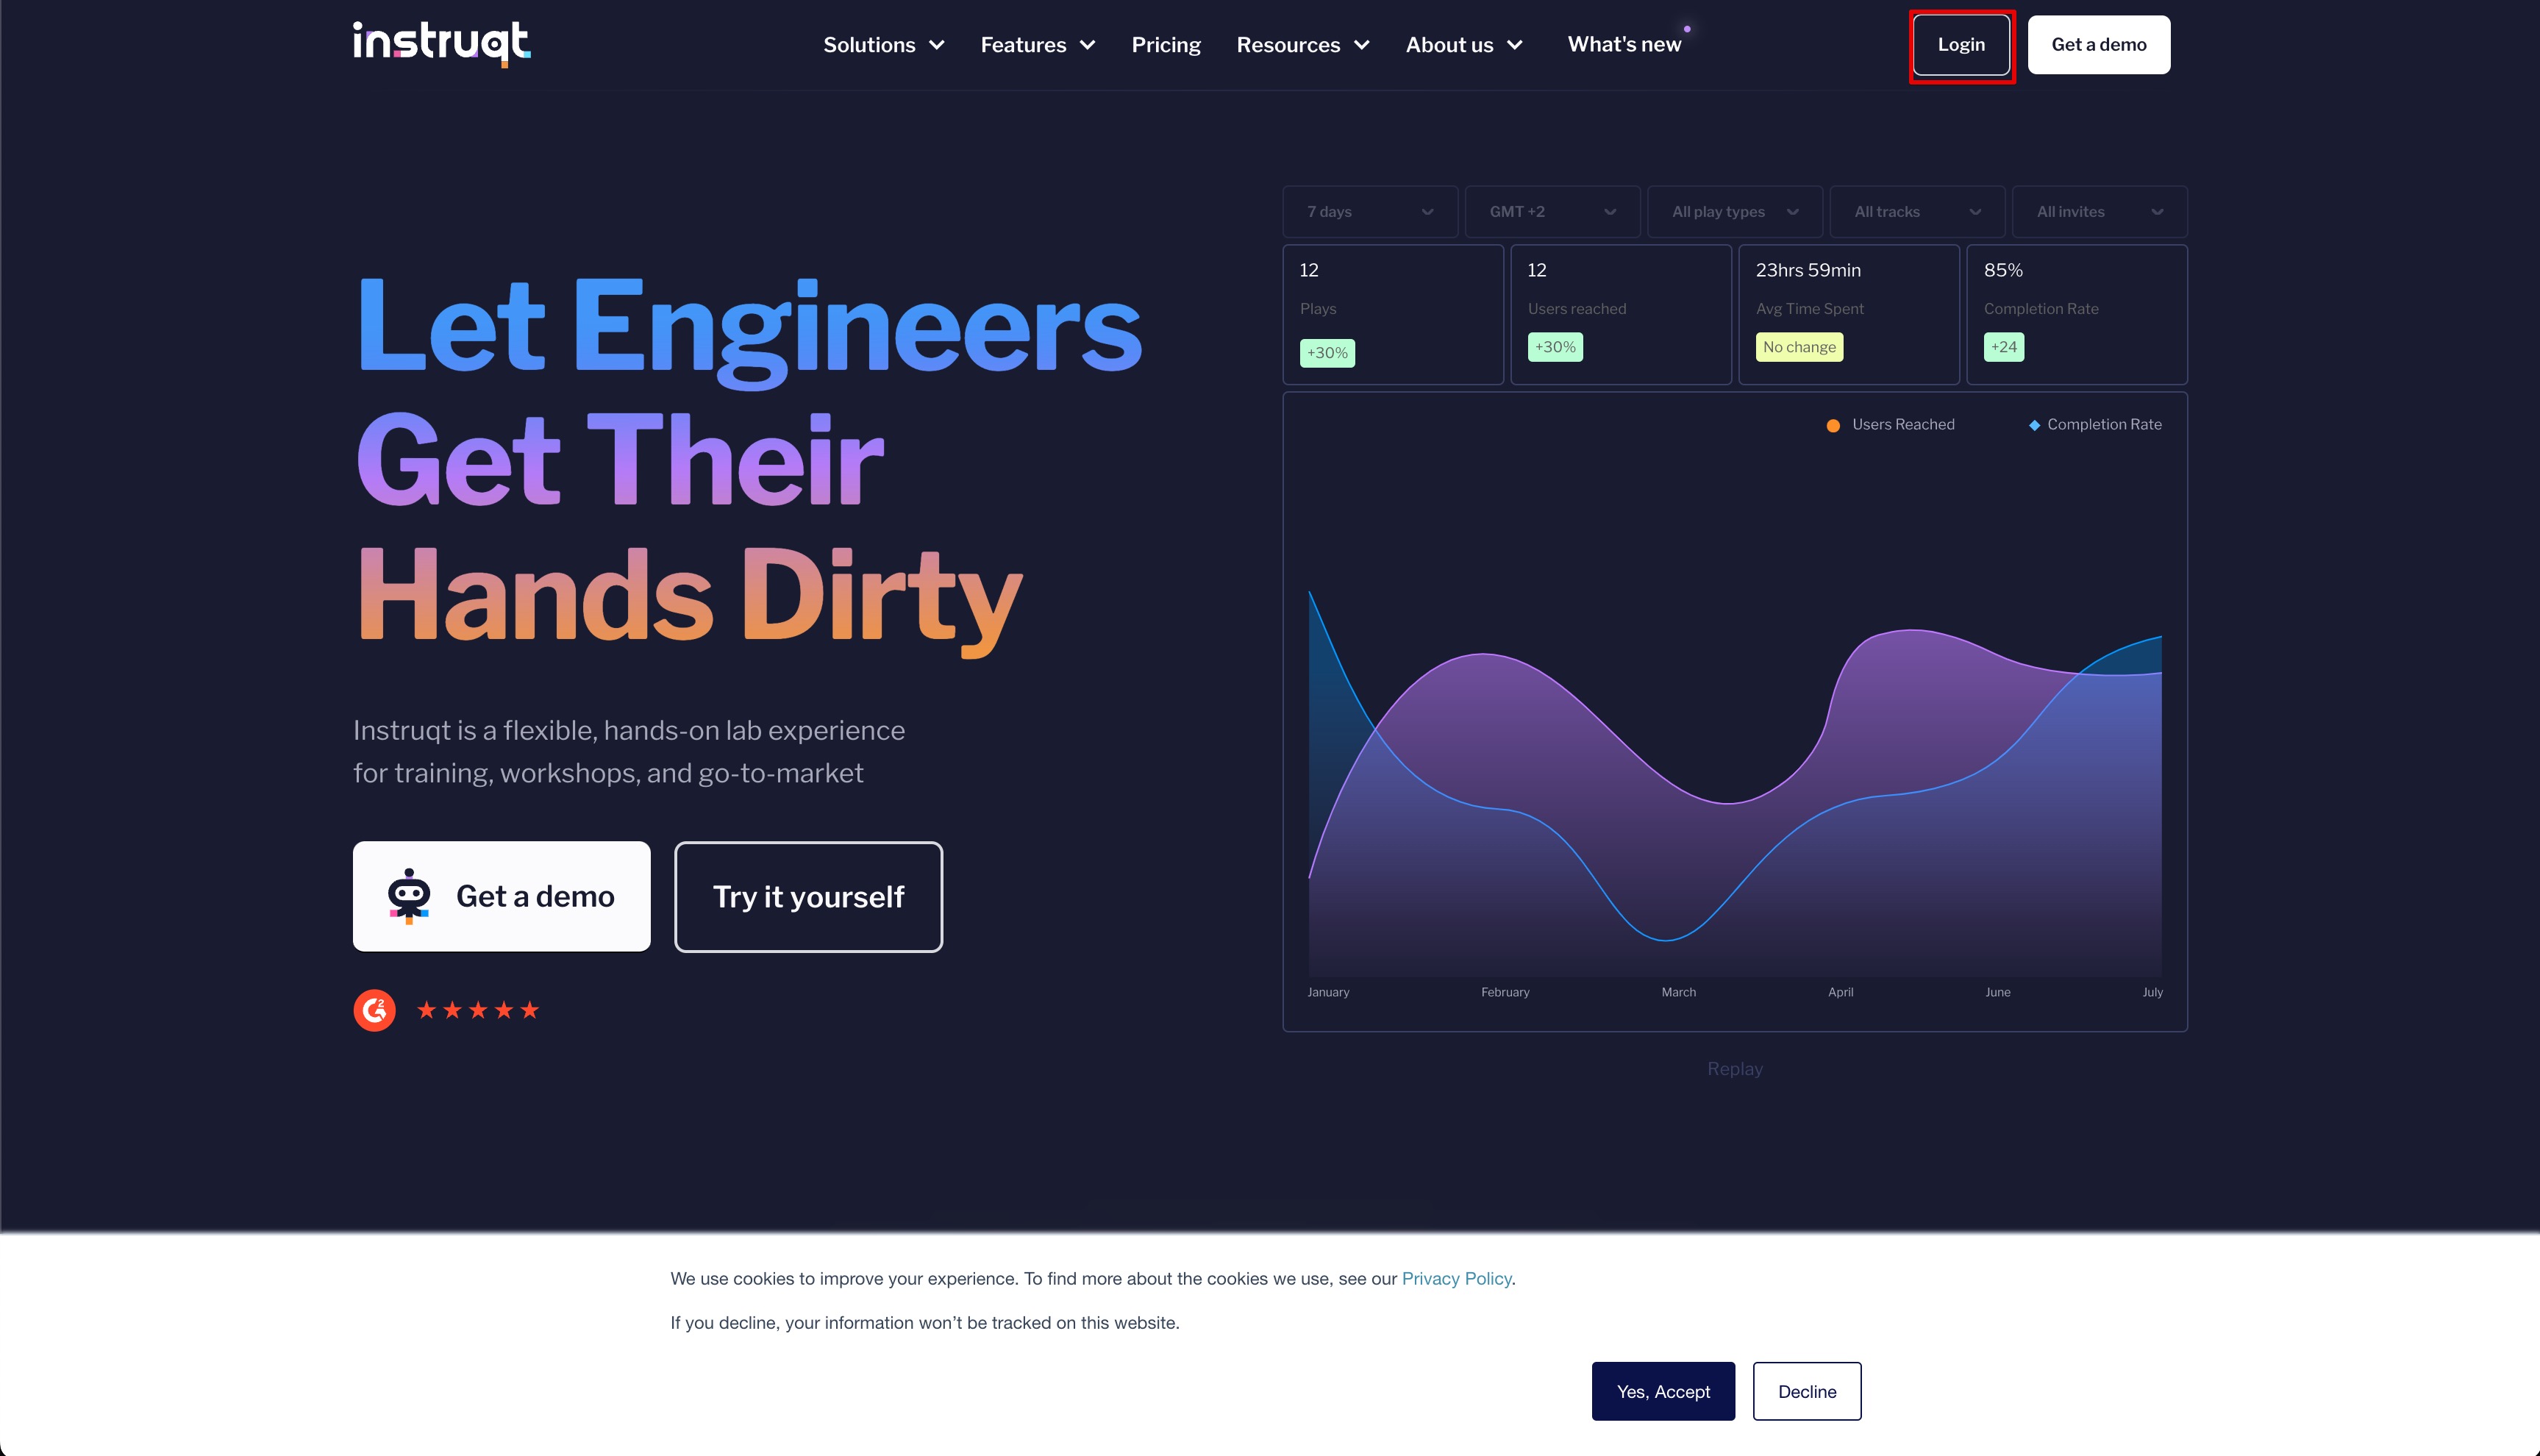 instruqt
Solutions
Features
Pricing
Resources
About us
What's new
Login
Get a demo
7 days
GMT +2
All play types
All tracks
All invites
12
Plays
+30%
12
Users reached
+30%
23hrs 59min
Avg Time Spent
No change
85%
Completion Rate
+24
Let Engineers
Get Their
Hands Dirty
Users Reached
Completion Rate
Instruqt is a flexible, hands-on lab experience
for training, workshops, and go-to-market
Get a demo
Try it yourself
G2
January
February
March
April
June
July
Replay
We use cookies to improve your experience. To find more about the cookies we use, see our Privacy Policy.
If you decline, your information won’t be tracked on this website.
Yes, Accept
Decline